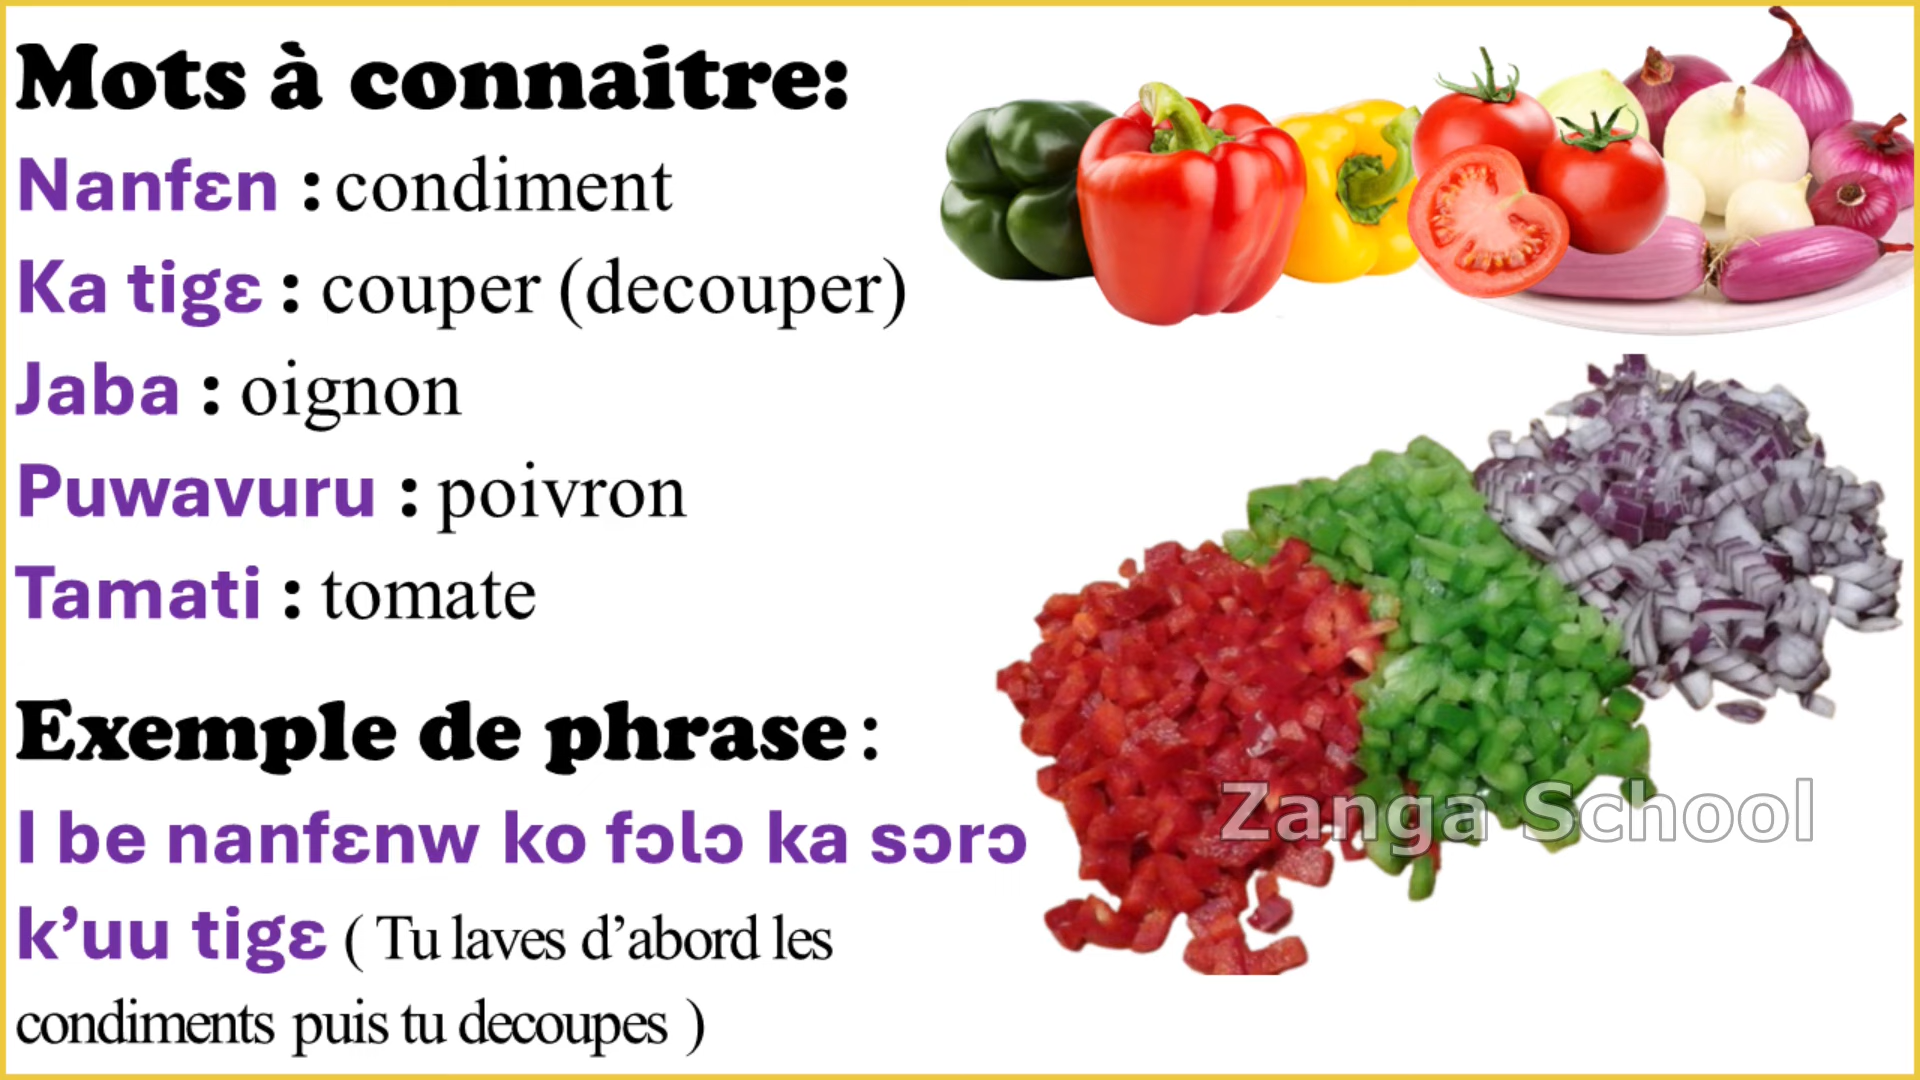 Mots à connaitre:
Nanfɛn : condiment
Ka tigɛ : couper (decouper)
Jaba : oignon
Puwavuru : poivron
Tamati : tomate
Exemple de phrase :
I be nanfɛnw ko fɔlɔ ka sɔrɔ
k’uu tigɛ ( Tu laves d’abord les
condiments puis tu decoupes )
Zanga School